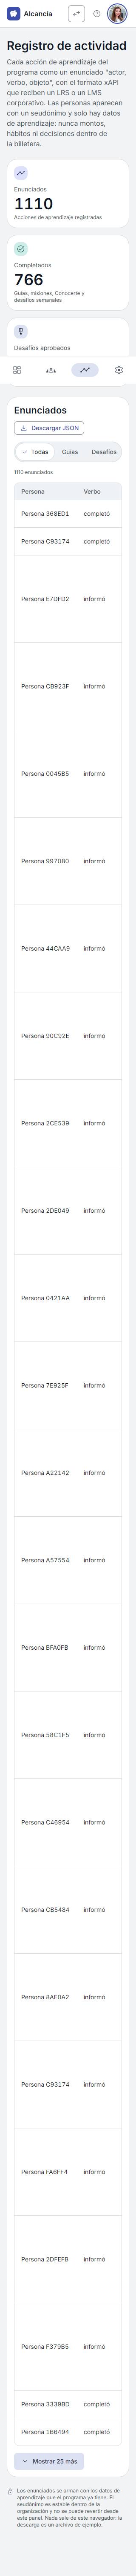 Alcancía
Registro de actividad
Cada acción de aprendizaje del
programa como un enunciado "actor,
verbo, objeto", con el formato xAPI
que reciben un LRS o un LMS
corporativo. Las personas aparecen
con un seudónimo y solo hay datos
de aprendizaje: nunca montos,
hábitos ni decisiones dentro de
la billetera.
Enunciados
1110
Acciones de aprendizaje registradas
Completados
766
Guías, misiones, Conocerte y
desafíos semanales
Desafíos aprobados
Enunciados
Descargar JSON
Todas
Guías
Desafíos
1110 enunciados
Persona Verbo
Persona 368ED1 completó
Persona C93174 completó
Persona E7DFD2 informó
Persona CB923F informó
Persona 0045B5 informó
Persona 997080 informó
Persona 44CAA9 informó
Persona 90C92E informó
Persona 2CE539 informó
Persona 2DE049 informó
Persona 0421AA informó
Persona 7E925F informó
Persona A22142 informó
Persona A57554 informó
Persona BFA0FB informó
Persona 58C1F5 informó
Persona C46954 informó
Persona CB5484 informó
Persona 8AE0A2 informó
Persona C93174 informó
Persona FA6FF4 informó
Persona 2DFEFB informó
Persona F379B5 informó
Persona 3339BD completó
Persona 1B6494 completó
Mostrar 25 más
Los enunciados se arman con los datos de
aprendizaje que el programa ya tiene. El
seudónimo es estable dentro de la
organización y no se puede revertir desde
este panel. Nada sale de este navegador: la
descarga es un archivo de ejemplo.